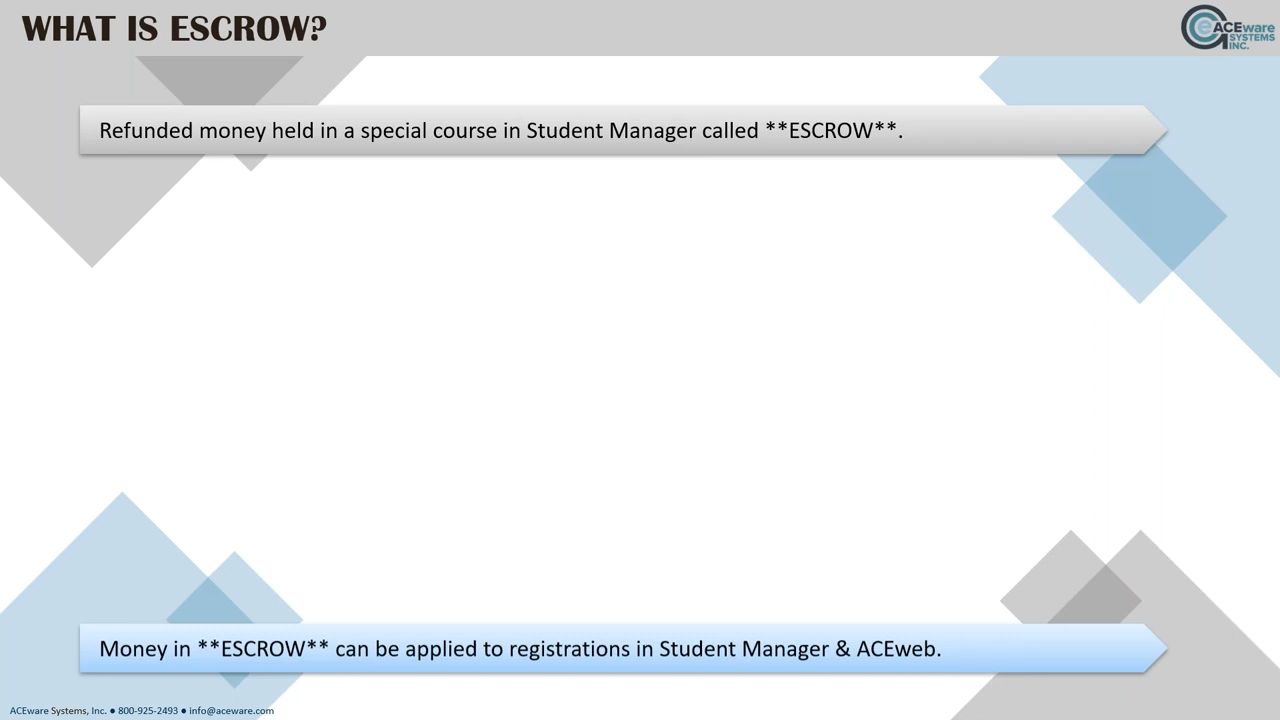 WHAT IS ESCROW?
ACEware
SYSTEMS
INC.
Refunded money held in a special course in Student Manager called **ESCROW**.
Money in **ESCROW** can be applied to registrations in Student Manager & ACEweb.
ACEware Systems, Inc. ● 800-925-2493 ● info@aceware.com